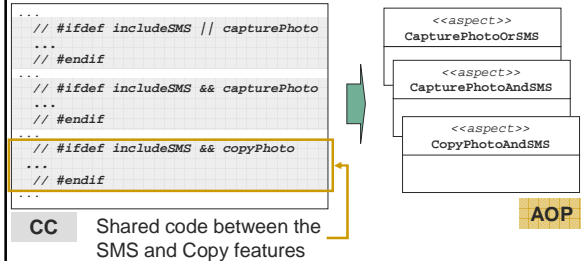 ...
// #ifdef includeSMS || capturePhoto
...
// #endif
...
// #ifdef includeSMS && capturePhoto
...
// #endif
...
// #ifdef includeSMS && copyPhoto
...
// #endif
...
<<aspect>>
CapturePhotoOrSMS
<<aspect>>
CapturePhotoAndSMS
<<aspect>>
CopyPhotoAndSMS
CC
Shared code between the
SMS and Copy features
AOP